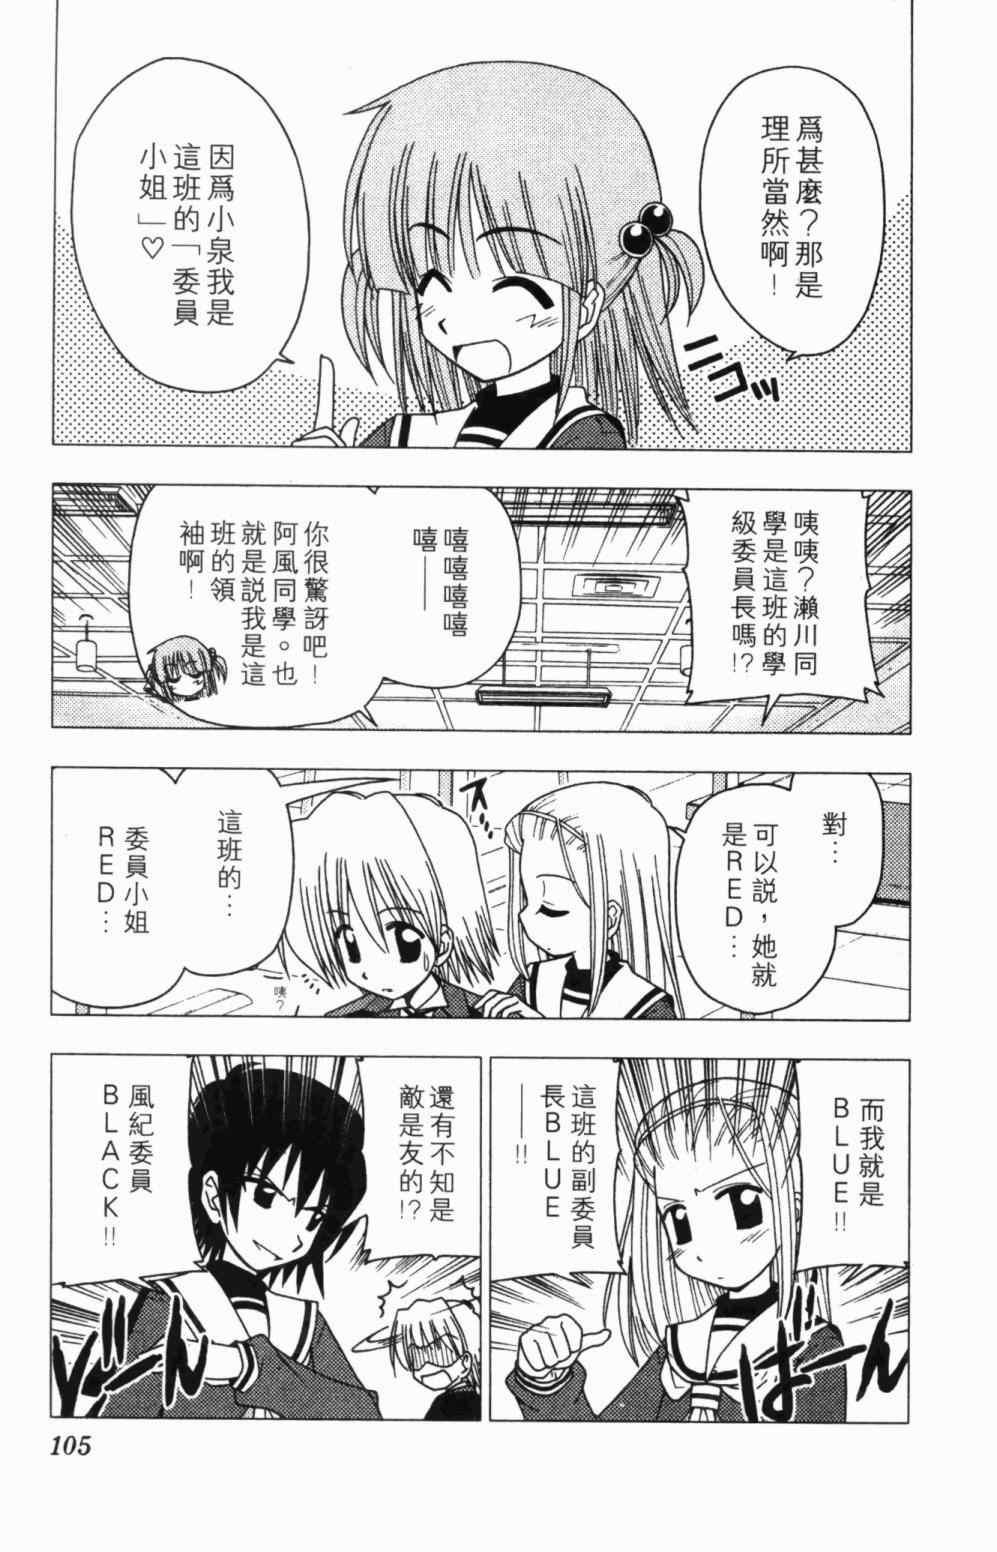 爲甚麼？那是
理所當然啊！
因爲小泉我是
這班的「委員
小姐」♡
ニコッ
咦咦？瀨川同
學是這班的學
級委員長嗎!?
嘻嘻嘻嘻
嘻——
你很驚訝吧！
阿風同學。也
就是説我是這
班的領
袖啊！
對…
可以説，她就
是RED…
ス…
咦？
這班的…
委員小姐
RED…
而我就是
BLUE!!
這班的副委員
長BLUE
——!!
ばーん
還有不知是
敵是友的!?
風紀委員
BLACK!!
どーん
105